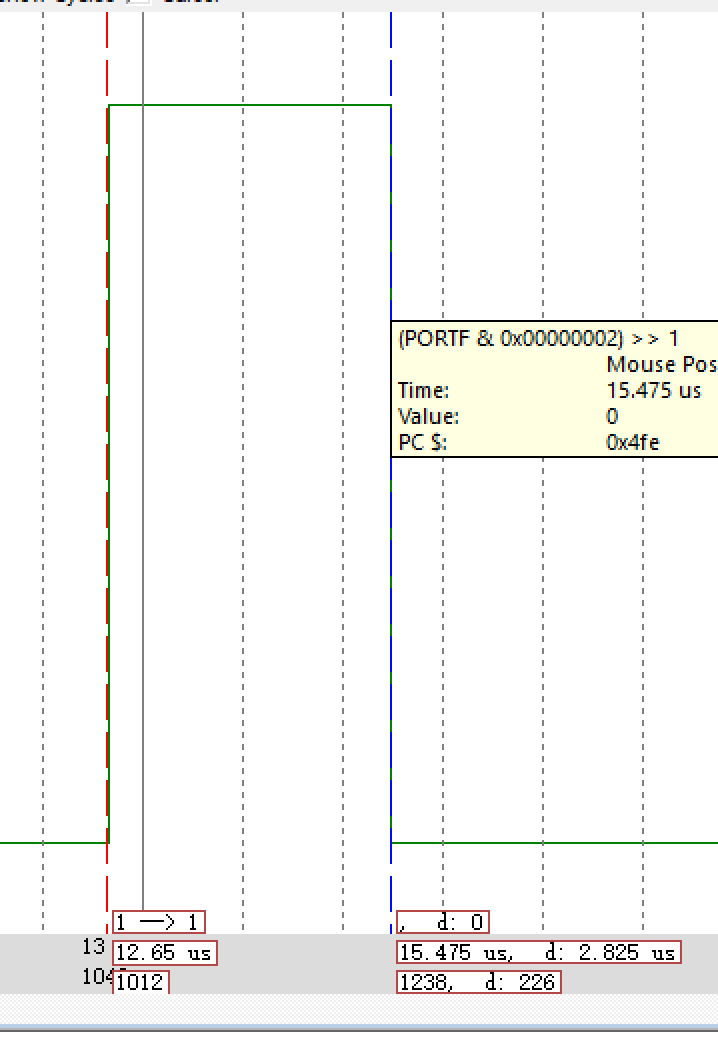 (PORTF & 0x00000002) >> 1
Mouse Pos
Time: 15.475 us
Value: 0
PC $: 0x4fe
1 —> 1 , d: 0
13 12.65 us 15.475 us, d: 2.825 us
104 1012 1238, d: 226